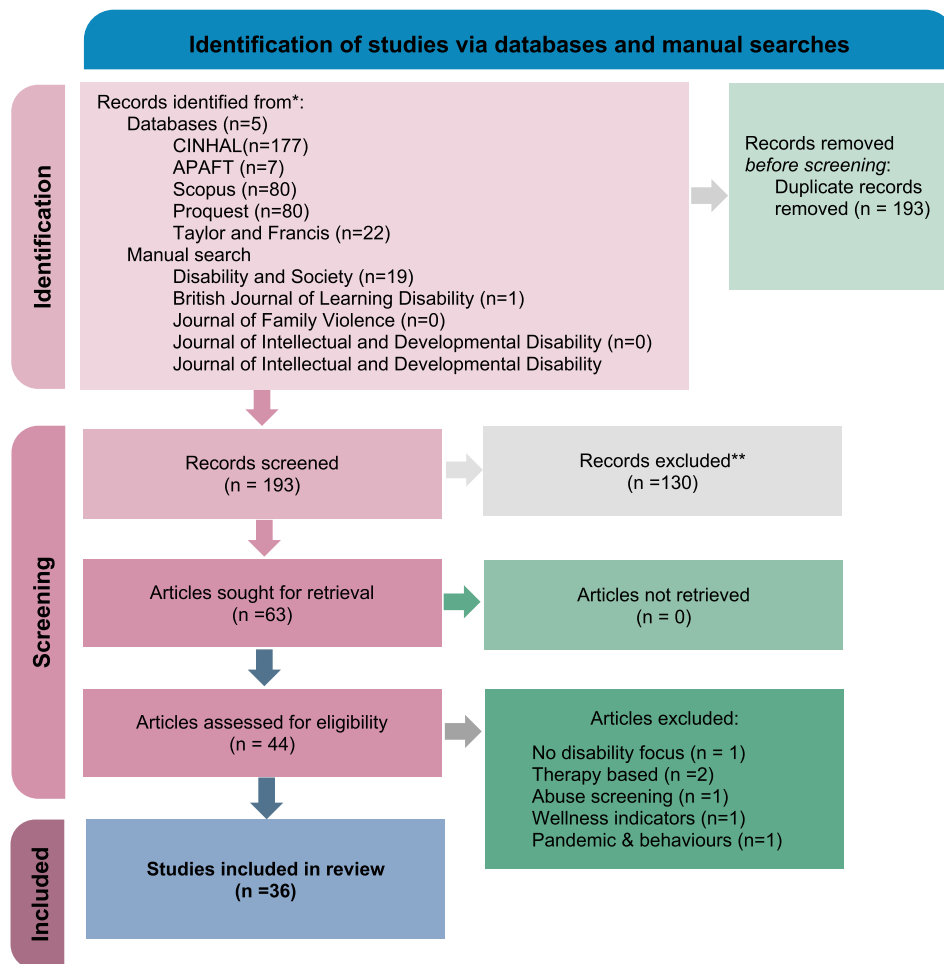 Identification of studies via databases and manual searches
Identification
Records identified from*:
Databases (n=5)
CINHAL(n=177)
APAFT (n=7)
Scopus (n=80)
Proquest (n=80)
Taylor and Francis (n=22)
Manual search
Disability and Society (n=19)
British Journal of Learning Disability (n=1)
Journal of Family Violence (n=0)
Journal of Intellectual and Developmental Disability (n=0)
Journal of Intellectual and Developmental Disability
Records removed
before screening:
Duplicate records
removed (n = 193)
Screening
Records screened
(n = 193)
Records excluded**
(n =130)
Articles sought for retrieval
(n =63)
Articles not retrieved
(n = 0)
Articles assessed for eligibility
(n = 44)
Articles excluded:
No disability focus (n = 1)
Therapy based (n =2)
Abuse screening (n =1)
Wellness indicators (n=1)
Pandemic & behaviours (n=1)
Included
Studies included in review
(n =36)